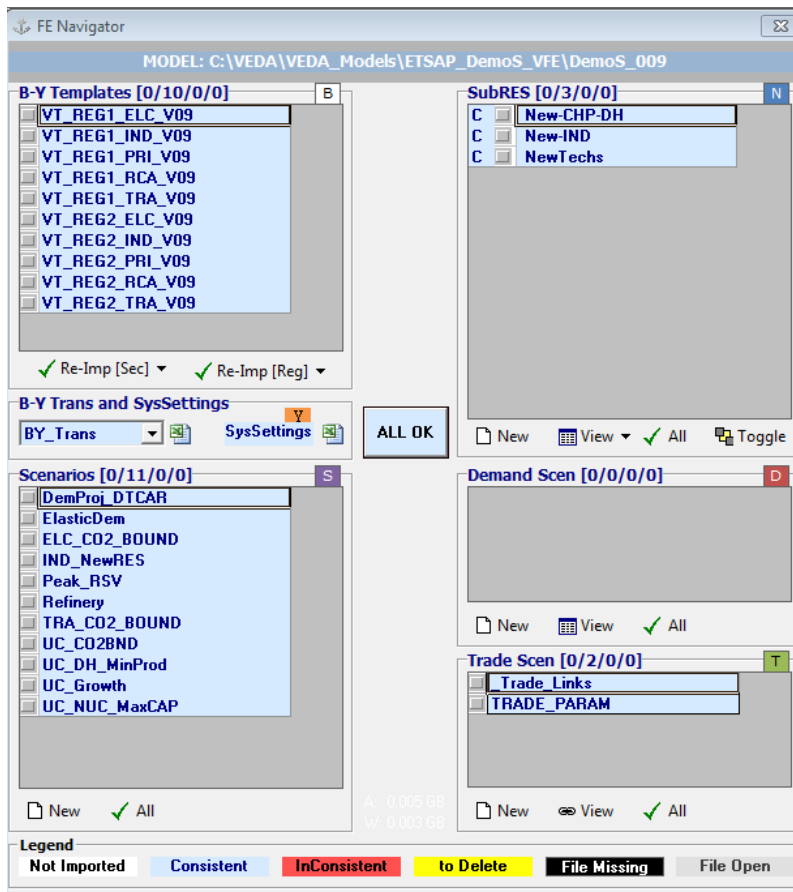 FE Navigator
MODEL: C:\VEDA\VEDA_Models\ETSAP_DemoS_VFE\DemoS_009
B-Y Templates [0/10/0/0] B
VT_REG1_ELC_V09
VT_REG1_IND_V09
VT_REG1_PRI_V09
VT_REG1_RCA_V09
VT_REG1_TRA_V09
VT_REG2_ELC_V09
VT_REG2_IND_V09
VT_REG2_PRI_V09
VT_REG2_RCA_V09
VT_REG2_TRA_V09
Re-Imp [Sec] Re-Imp [Reg]
SubRES [0/3/0/0] N
C New-CHP-DH
C New-IND
C NewTechs
New View All Toggle
B-Y Trans and SysSettings
Y
BY_Trans SysSettings
ALL OK
Scenarios [0/11/0/0] S
DemProj_DTCAR
ElasticDem
ELC_CO2_BOUND
IND_NewRES
Peak_RSV
Refinery
TRA_CO2_BOUND
UC_CO2BND
UC_DH_MinProd
UC_Growth
UC_NUC_MaxCAP
New All
A: 0.005 GB
W: 0.003 GB
Demand Scen [0/0/0/0] D
New View All
Trade Scen [0/2/0/0] T
_Trade_Links
TRADE_PARAM
New View All
Legend
Not Imported Consistent InConsistent to Delete File Missing File Open